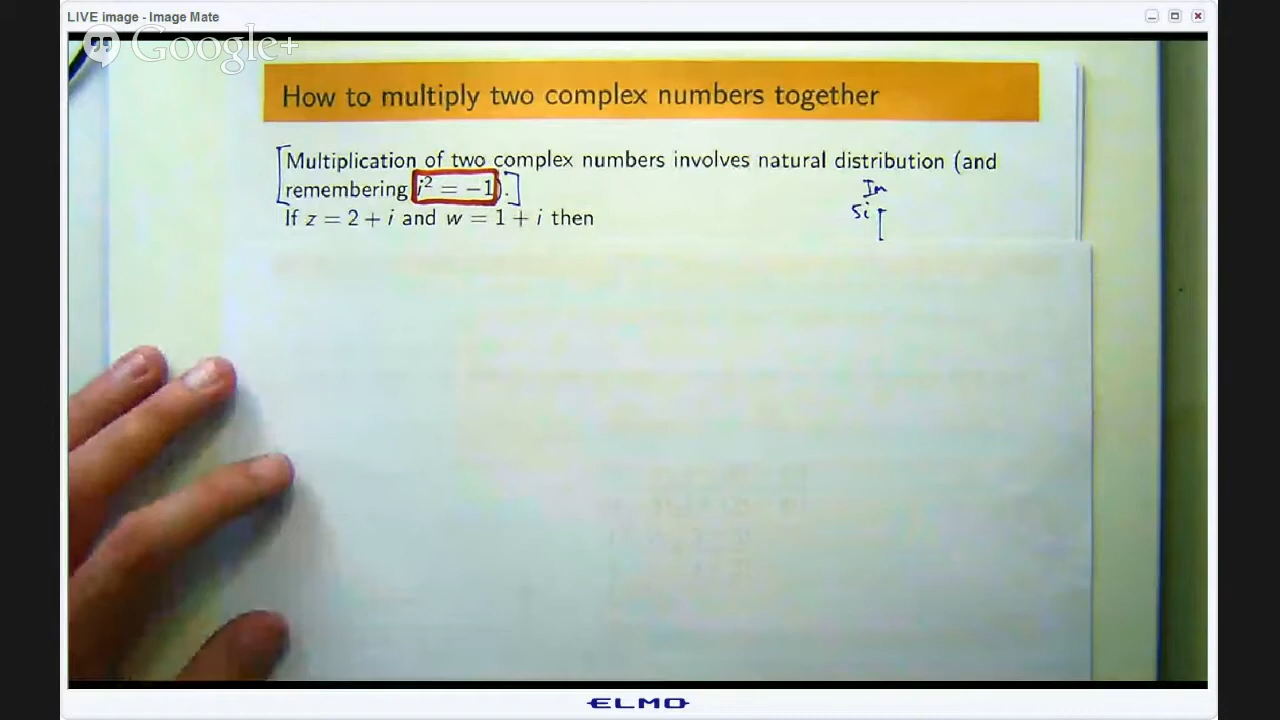 LIVE image - Image Mate
Google+
How to multiply two complex numbers together
Multiplication of two complex numbers involves natural distribution (and
remembering i² = −1).
Im
5i
If z = 2 + i and w = 1 + i then
ELMO